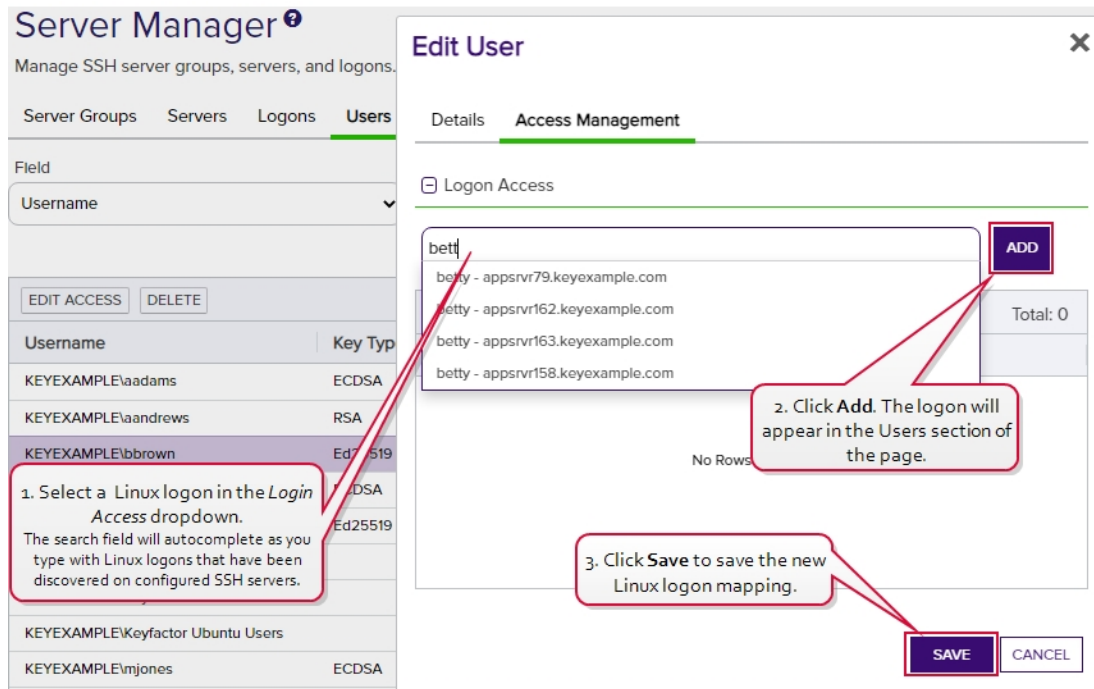 Server Manager ?
Manage SSH server groups, servers, and logons.
Server Groups Servers Logons Users
Field
Username
EDIT ACCESS DELETE
Username Key Typ
KEYEXAMPLE\aadams ECDSA
KEYEXAMPLE\aandrews RSA
KEYEXAMPLE\bbrown Ed25519
ECDSA
Ed25519
KEYEXAMPLE\Keyfactor Ubuntu Users
KEYEXAMPLE\mjones ECDSA
1. Select a Linux logon in the Login
Access dropdown.
The search field will autocomplete as you
type with Linux logons that have been
discovered on configured SSH servers.
Edit User
Details Access Management
Logon Access
bett
ADD
betty - appsrvr79.keyexample.com
betty - appsrvr162.keyexample.com
betty - appsrvr163.keyexample.com
betty - appsrvr158.keyexample.com
Total: 0
No Rows
2. Click Add. The logon will
appear in the Users section of
the page.
3. Click Save to save the new
Linux logon mapping.
SAVE CANCEL